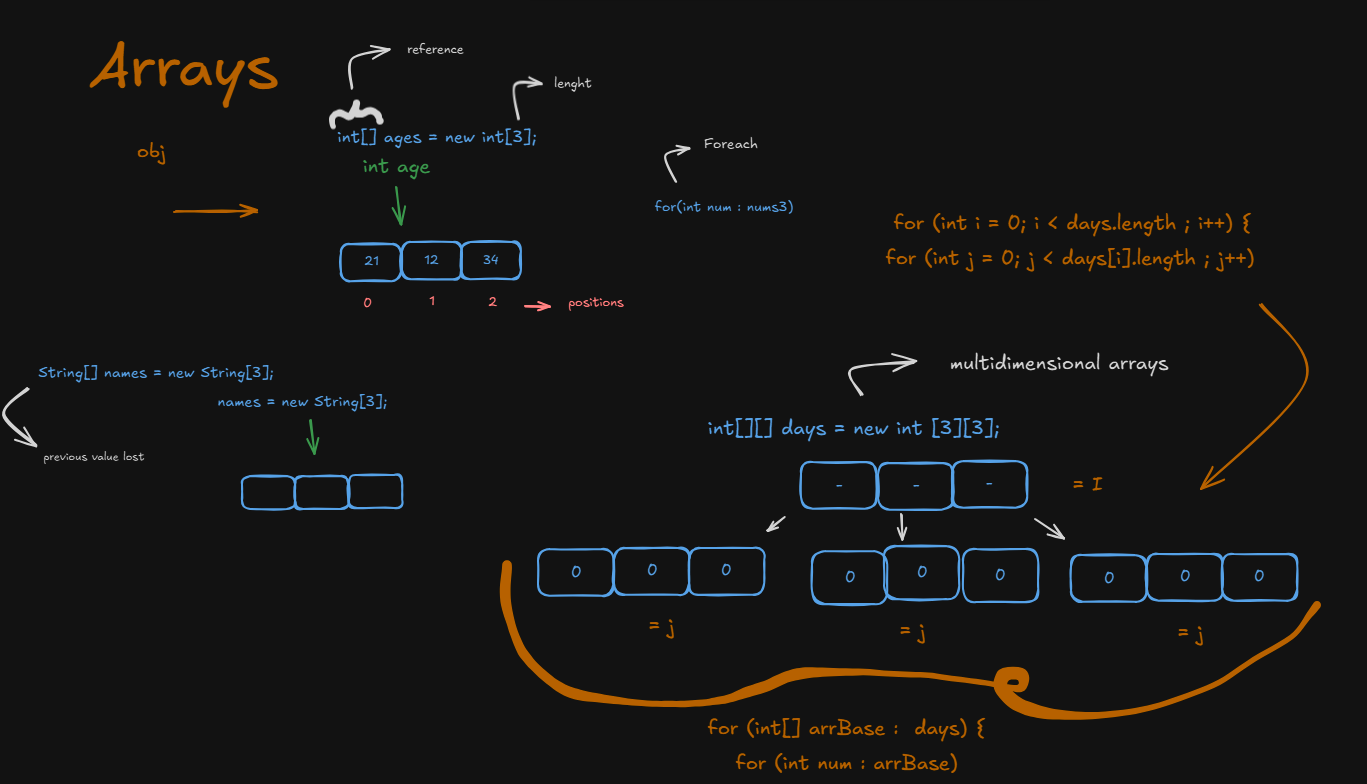 Arrays
reference
lenght
int[] ages = new int[3];
obj
int age
Foreach
for(int num : nums3)
21 12 34
0 1 2 positions
for (int i = 0; i < days.length ; i++) {
for (int j = 0; j < days[i].length ; j++)
String[] names = new String[3];
names = new String[3];
previous value lost
multidimensional arrays
int[][] days = new int [3][3];
- - - = I
0 0 0 0 0 0 0 0 0
= j = j = j
for (int[] arrBase : days) {
for (int num : arrBase)